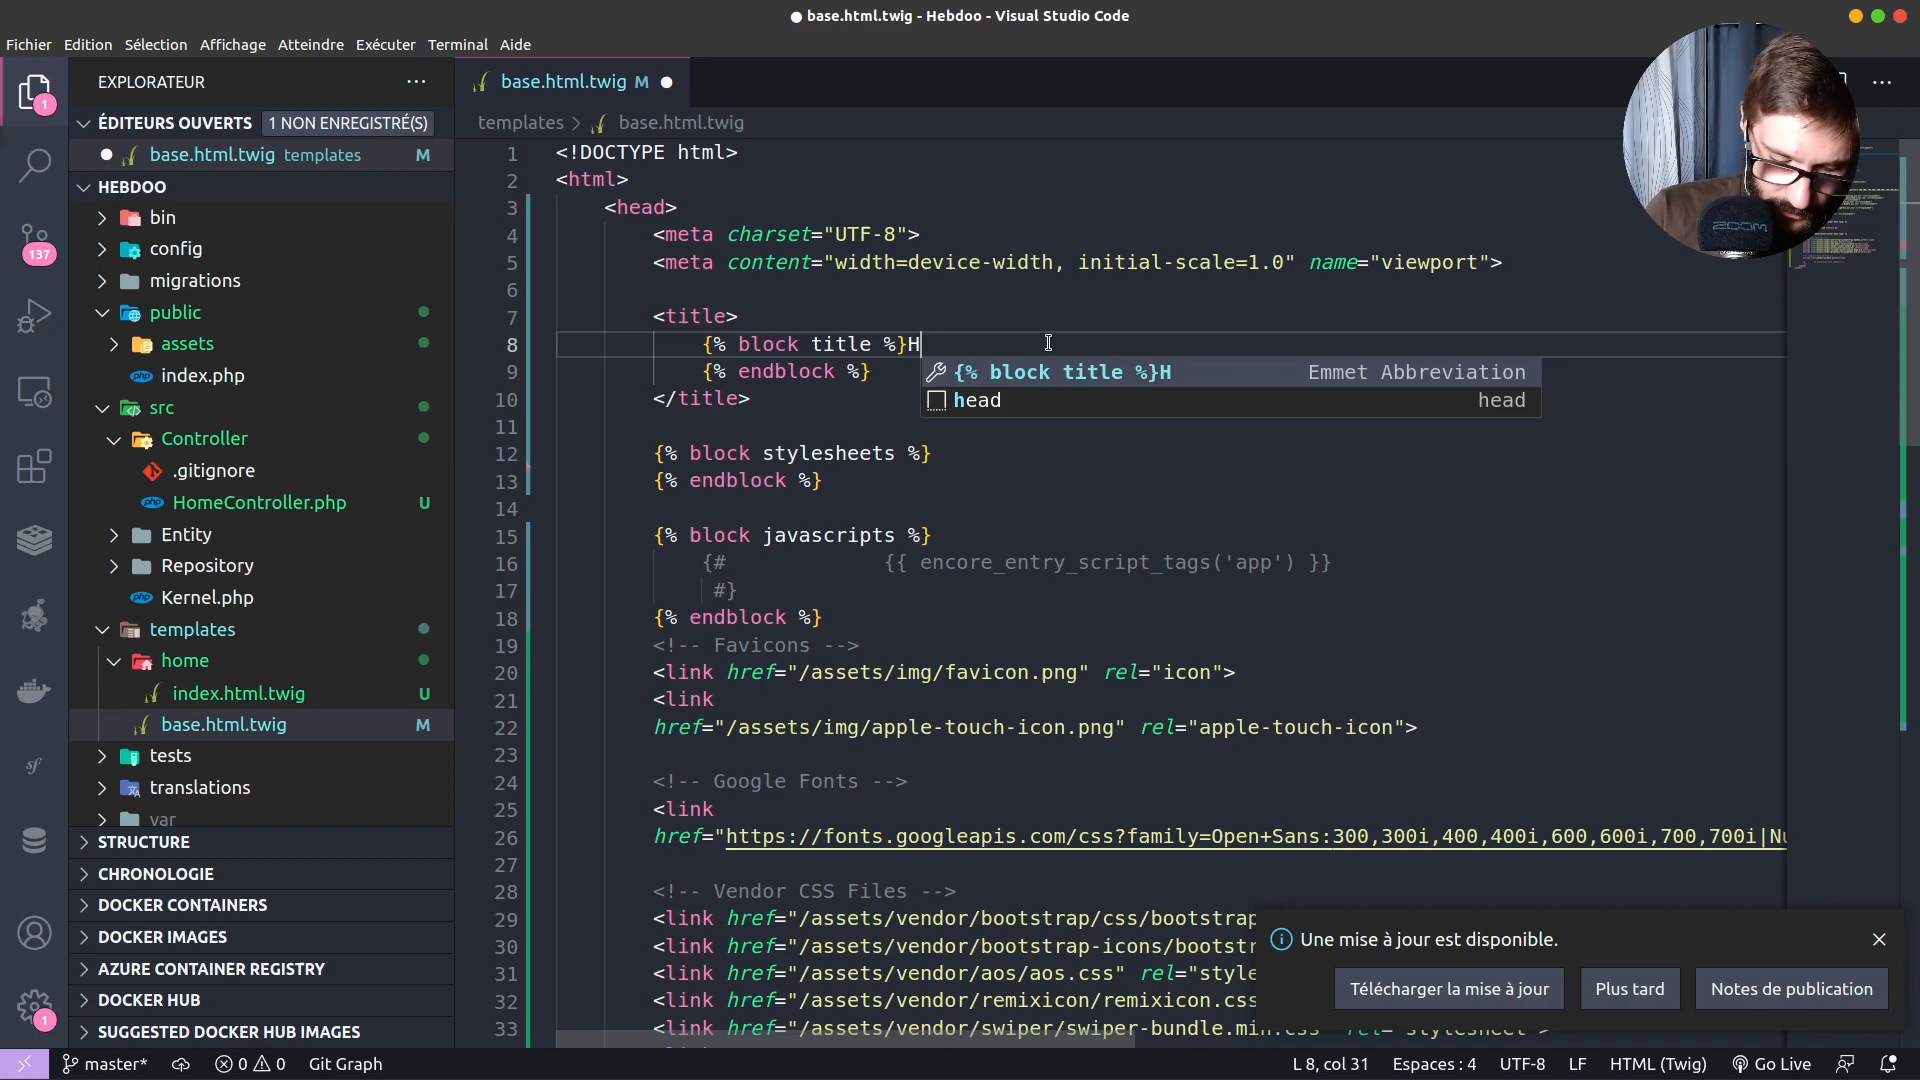 base.html.twig - Hebdoo - Visual Studio Code
Fichier Edition Sélection Affichage Atteindre Exécuter Terminal Aide
EXPLORATEUR
ÉDITEURS OUVERTS 1 NON ENREGISTRÉ(S)
base.html.twig templates M
HEBDOO
bin
config
migrations
public
assets
index.php
src
Controller
.gitignore
HomeController.php U
Entity
Repository
Kernel.php
templates
home
index.html.twig U
base.html.twig M
tests
translations
var
STRUCTURE
CHRONOLOGIE
DOCKER CONTAINERS
DOCKER IMAGES
AZURE CONTAINER REGISTRY
DOCKER HUB
SUGGESTED DOCKER HUB IMAGES
1
137
sf
1
base.html.twig M
templates > base.html.twig
1 <!DOCTYPE html>
2 <html>
3 <head>
4 <meta charset="UTF-8">
5 <meta content="width=device-width, initial-scale=1.0" name="viewport">
6
7 <title>
8 {% block title %}H
9 {% endblock %}
{% block title %}H Emmet Abbreviation
head head
10 </title>
11
12 {% block stylesheets %}
13 {% endblock %}
14
15 {% block javascripts %}
16 {# {{ encore_entry_script_tags('app') }}
17 #}
18 {% endblock %}
19 <!-- Favicons -->
20 <link href="/assets/img/favicon.png" rel="icon">
21 <link
22 href="/assets/img/apple-touch-icon.png" rel="apple-touch-icon">
23
24 <!-- Google Fonts -->
25 <link
26 href="https://fonts.googleapis.com/css?family=Open+Sans:300,300i,400,400i,600,600i,700,700i|Nu
27
28 <!-- Vendor CSS Files -->
29 <link href="/assets/vendor/bootstrap/css/bootstrap
30 <link href="/assets/vendor/bootstrap-icons/bootstr
31 <link href="/assets/vendor/aos/aos.css" rel="style
32 <link href="/assets/vendor/remixicon/remixicon.css
33 <link href="/assets/vendor/swiper/swiper-bundle.min.css" rel="stylesheet">
ZOOM
Une mise à jour est disponible.
Télécharger la mise à jour Plus tard Notes de publication
master* 0 0 Git Graph L 8, col 31 Espaces : 4 UTF-8 LF HTML (Twig) Go Live